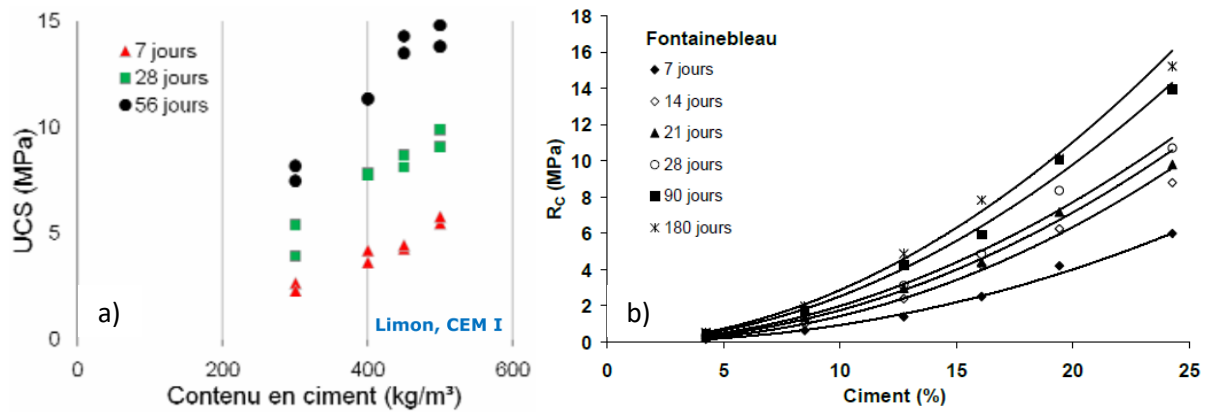 15
10
5
0
UCS (MPa)
7 jours
28 jours
56 jours
a)
Limon, CEM I
0
200
400
600
Contenu en ciment (kg/m³)
18
16
14
12
10
8
6
4
2
0
R_C (MPa)
Fontainebleau
7 jours
14 jours
21 jours
28 jours
90 jours
180 jours
b)
0
5
10
15
20
25
Ciment (%)